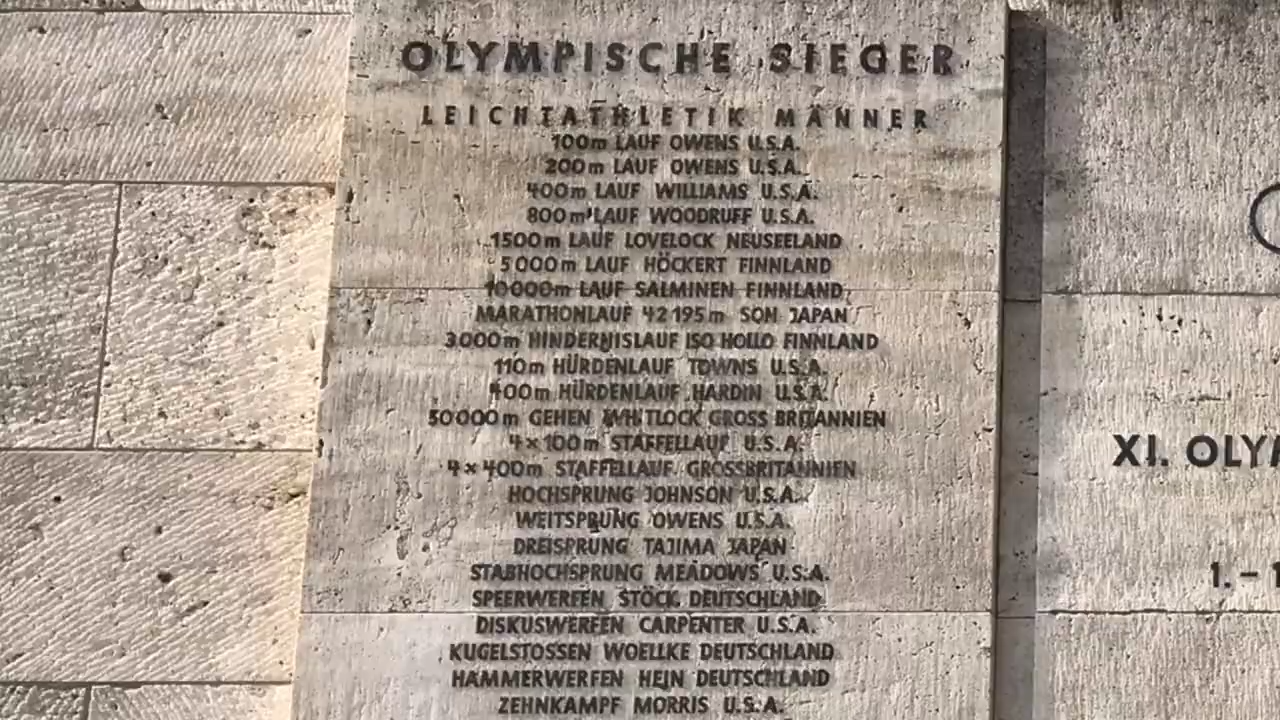 OLYMPISCHE SIEGER
LEICHTATHLETIK MÄNNER
100m LAUF OWENS U.S.A.
200m LAUF OWENS U.S.A.
400m LAUF WILLIAMS U.S.A.
800m LAUF WOODRUFF U.S.A.
1500m LAUF LOVELOCK NEUSEELAND
5000m LAUF HÖCKERT FINNLAND
10000m LAUF SALMINEN FINNLAND
MARATHONLAUF 42195m SON JAPAN
3000m HINDERNISLAUF ISO HOLLO FINNLAND
110m HÜRDENLAUF TOWNS U.S.A.
400m HÜRDENLAUF HARDIN U.S.A.
50000m GEHEN WHITLOCK GROSS BRITANNIEN
4×100m STAFFELLAUF U.S.A.
4×400m STAFFELLAUF GROSSBRITANNIEN
HOCHSPRUNG JOHNSON U.S.A.
WEITSPRUNG OWENS U.S.A.
DREISPRUNG TAJIMA JAPAN
STABHOCHSPRUNG MEADOWS U.S.A.
SPEERWERFEN STÖCK DEUTSCHLAND
DISKUSWERFEN CARPENTER U.S.A.
KUGELSTOSSEN WOELLKE DEUTSCHLAND
HAMMERWERFEN HEIN DEUTSCHLAND
ZEHNKAMPF MORRIS U.S.A.
XI. OLY
1. – 1